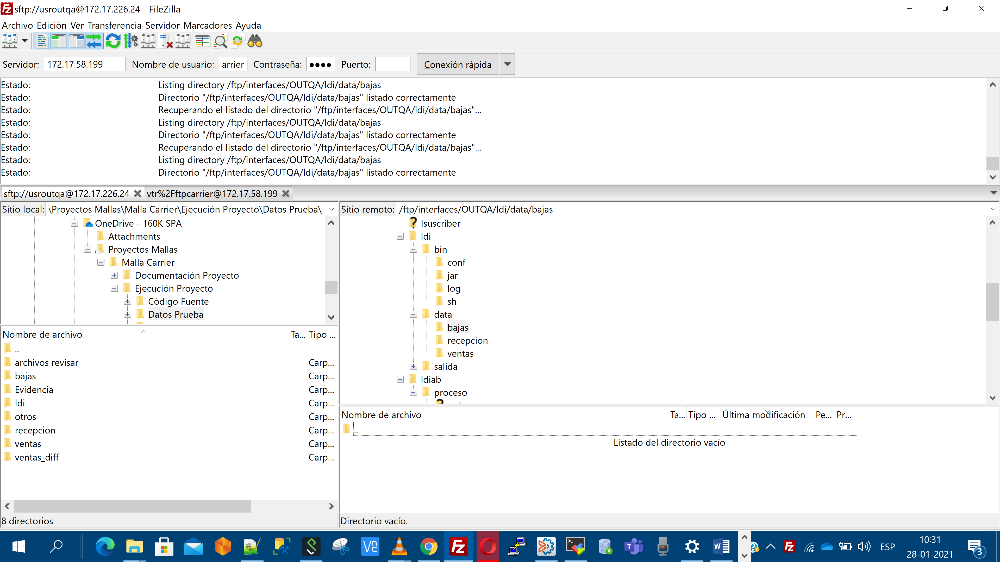 sftp://usroutqa@172.17.226.24 - FileZilla
Archivo Edición Ver Transferencia Servidor Marcadores Ayuda
Servidor: 172.17.58.199 Nombre de usuario: arrier Contraseña: ●●●● Puerto: Conexión rápida
Estado: Listing directory /ftp/interfaces/OUTQA/ldi/data/bajas
Estado: Directorio "/ftp/interfaces/OUTQA/ldi/data/bajas" listado correctamente
Estado: Recuperando el listado del directorio "/ftp/interfaces/OUTQA/ldi/data/bajas"...
Estado: Listing directory /ftp/interfaces/OUTQA/ldi/data/bajas
Estado: Directorio "/ftp/interfaces/OUTQA/ldi/data/bajas" listado correctamente
Estado: Recuperando el listado del directorio "/ftp/interfaces/OUTQA/ldi/data/bajas"...
Estado: Listing directory /ftp/interfaces/OUTQA/ldi/data/bajas
Estado: Directorio "/ftp/interfaces/OUTQA/ldi/data/bajas" listado correctamente
sftp://usroutqa@172.17.226.24 vtr%2Fftpcarrier@172.17.58.199
Sitio local: \Proyectos Mallas\Malla Carrier\Ejecución Proyecto\Datos Prueba\
OneDrive - 160K SPA
Attachments
Proyectos Mallas
Malla Carrier
Documentación Proyecto
Ejecución Proyecto
Código Fuente
Datos Prueba
Nombre de archivo Ta... Tipo ...
..
archivos revisar Carp...
bajas Carp...
Evidencia Carp...
ldi Carp...
otros Carp...
recepcion Carp...
ventas Carp...
ventas_diff Carp...
8 directorios
Sitio remoto: /ftp/interfaces/OUTQA/ldi/data/bajas
lsuscriber
ldi
bin
conf
jar
log
sh
data
bajas
recepcion
ventas
salida
ldiab
proceso
Nombre de archivo Ta... Tipo ... Última modificación Pe... Pr...
..
Listado del directorio vacío
Directorio vacío.
ESP
10:31
28-01-2021
3